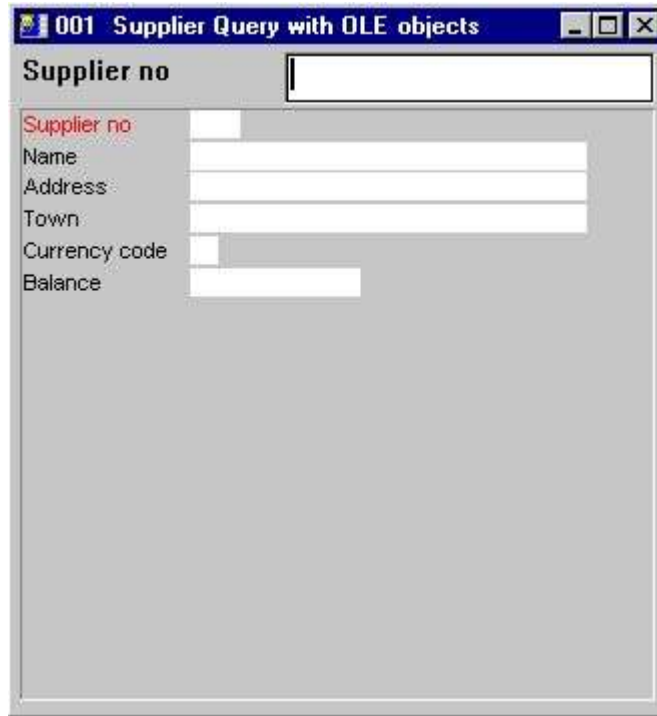 001 Supplier Query with OLE objects
Supplier no
Supplier no
Name
Address
Town
Currency code
Balance